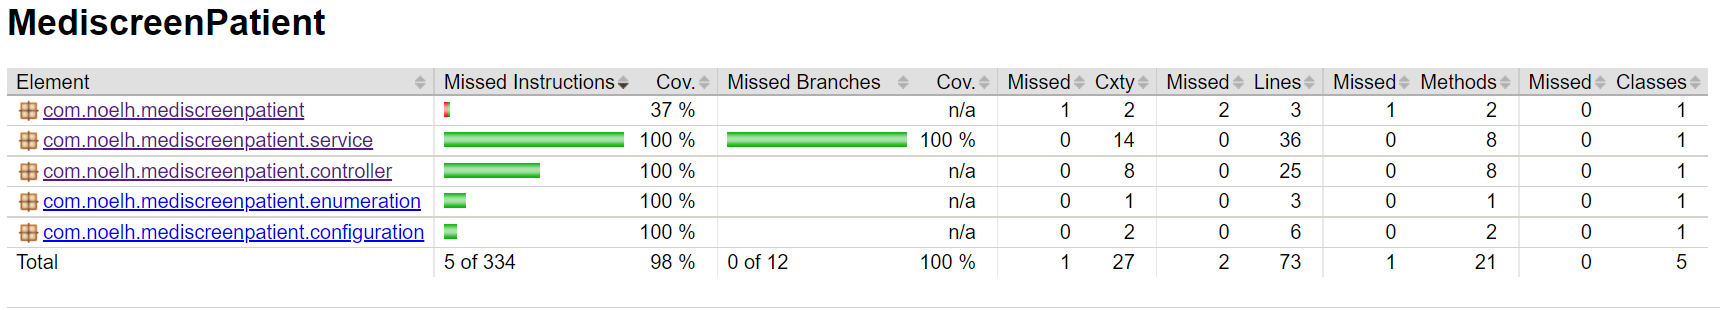 MediscreenPatient
Element Missed Instructions Cov. Missed Branches Cov. Missed Cxty Missed Lines Missed Methods Missed Classes
com.noelh.mediscreenpatient 37 % n/a 1 2 2 3 1 2 0 1
com.noelh.mediscreenpatient.service 100 % 100 % 0 14 0 36 0 8 0 1
com.noelh.mediscreenpatient.controller 100 % n/a 0 8 0 25 0 8 0 1
com.noelh.mediscreenpatient.enumeration 100 % n/a 0 1 0 3 0 1 0 1
com.noelh.mediscreenpatient.configuration 100 % n/a 0 2 0 6 0 2 0 1
Total 5 of 334 98 % 0 of 12 100 % 1 27 2 73 1 21 0 5